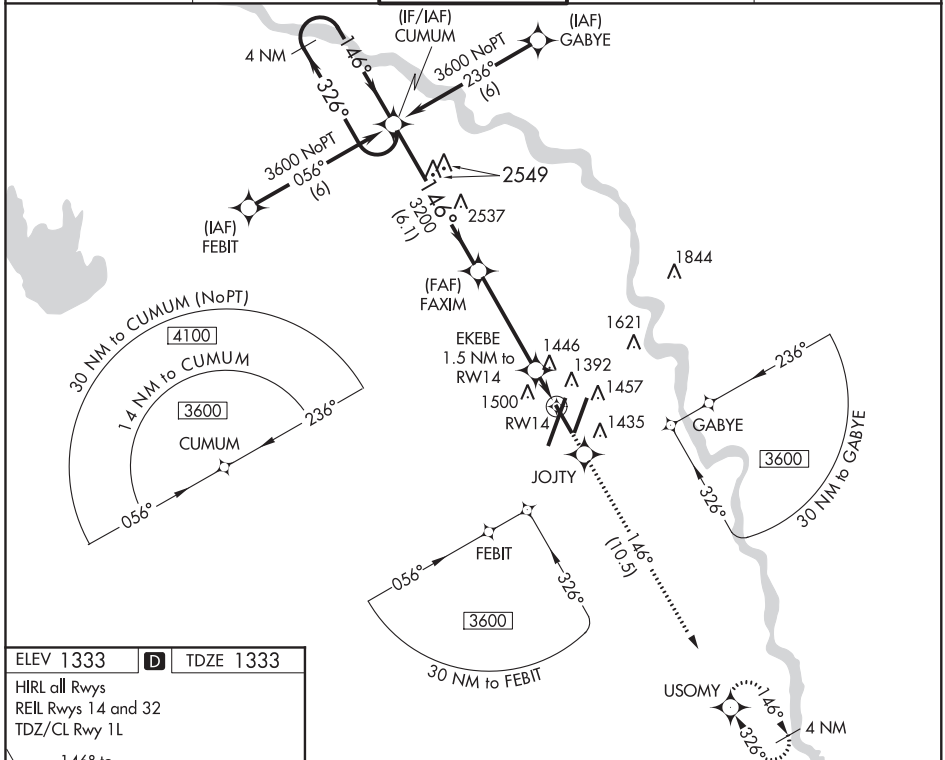 (IF/IAF)
CUMUM
(IAF)
GABYE
4 NM
146°
326°
3600 NoPT
236°
(6)
3600 NoPT
056°
(6)
(IAF)
FEBIT
2549
146°
3200
(6.1)
2537
1844
(FAF)
FAXIM
30 NM to CUMUM (NoPT)
4100
14 NM to CUMUM
3600
CUMUM
236°
056°
EKEBE
1.5 NM to
RW14
1446
1392
1621
1500
1457
RW14
1435
JOJTY
236°
GABYE
3600
326°
30 NM to GABYE
146°
(10.5)
FEBIT
056°
326°
3600
30 NM to FEBIT
USOMY
146°
326°
4 NM
ELEV 1333 D TDZE 1333
HIRL all Rwys
REIL Rwys 14 and 32
TDZ/CL Rwy 1L
146° to